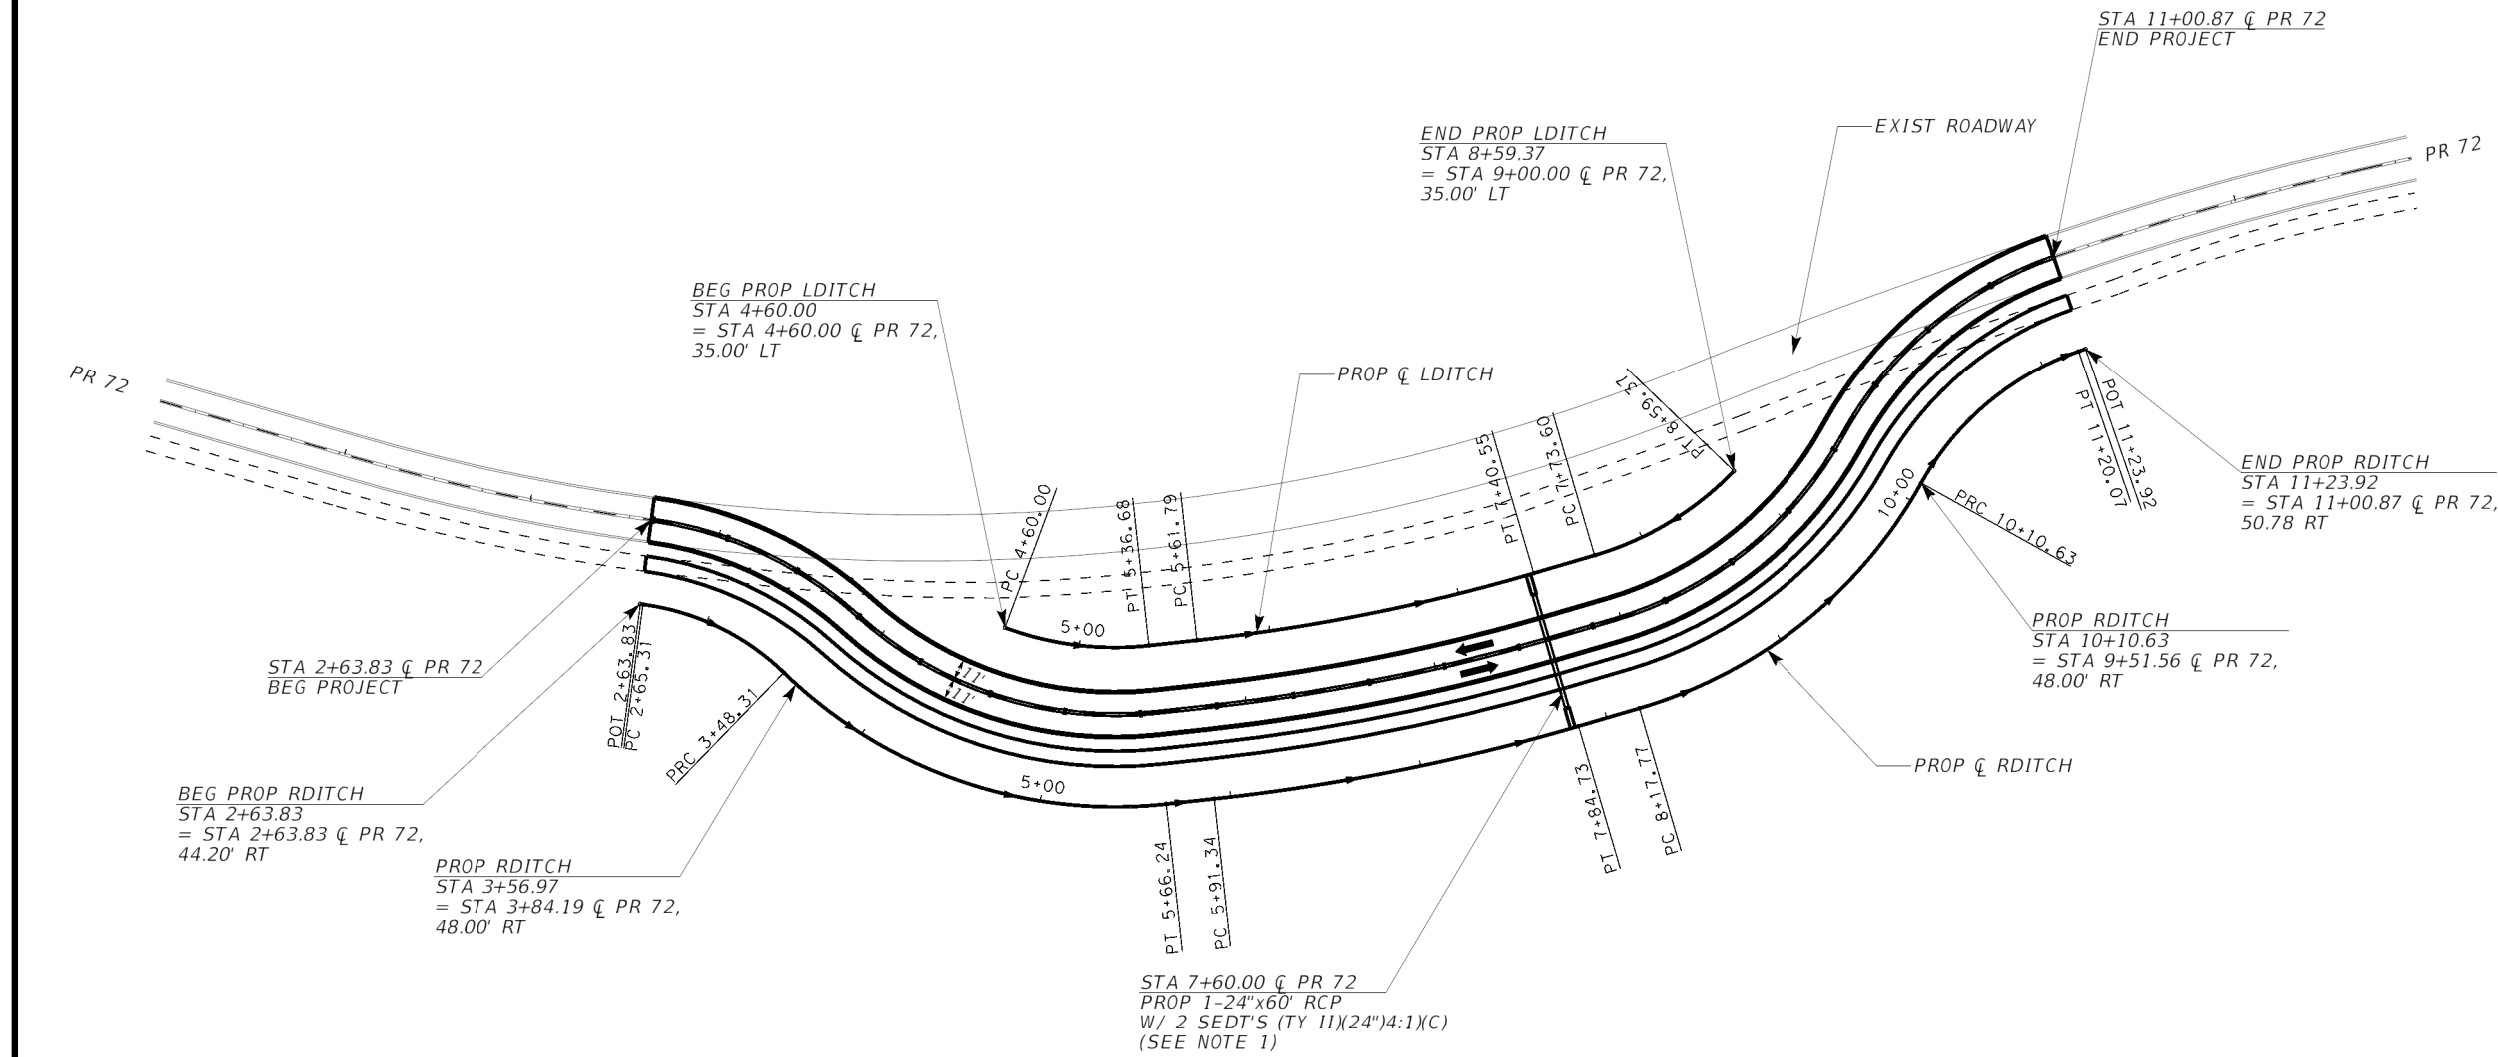 STA 11+00.87 ℄ PR 72
END PROJECT
END PROP LDITCH
STA 8+59.37
= STA 9+00.00 ℄ PR 72,
35.00' LT
EXIST ROADWAY
PR 72
BEG PROP LDITCH
STA 4+60.00
= STA 4+60.00 ℄ PR 72,
35.00' LT
PR 72
PROP ℄ LDITCH
PT 8+59.37
PC 4+60.00
PT 5+36.68
PC 5+61.79
PT 7+40.55
PC 7+73.60
5+00
POT 11+23.92
PT 11+20.07
END PROP RDITCH
STA 11+23.92
= STA 11+00.87 ℄ PR 72,
50.78 RT
10+00
PRC 10+10.63
PROP RDITCH
STA 10+10.63
= STA 9+51.56 ℄ PR 72,
48.00' RT
STA 2+63.83 ℄ PR 72
BEG PROJECT
POT 2+63.83
PC 2+65.31
PRC 3+48.31
11'
11'
5+00
BEG PROP RDITCH
STA 2+63.83
= STA 2+63.83 ℄ PR 72,
44.20' RT
PROP RDITCH
STA 3+56.97
= STA 3+84.19 ℄ PR 72,
48.00' RT
PT 5+66.24
PC 5+91.34
PT 7+84.73
PC 8+17.77
PROP ℄ RDITCH
STA 7+60.00 ℄ PR 72
PROP 1-24"x60' RCP
W/ 2 SEDT'S (TY II)(24")4:1)(C)
(SEE NOTE 1)